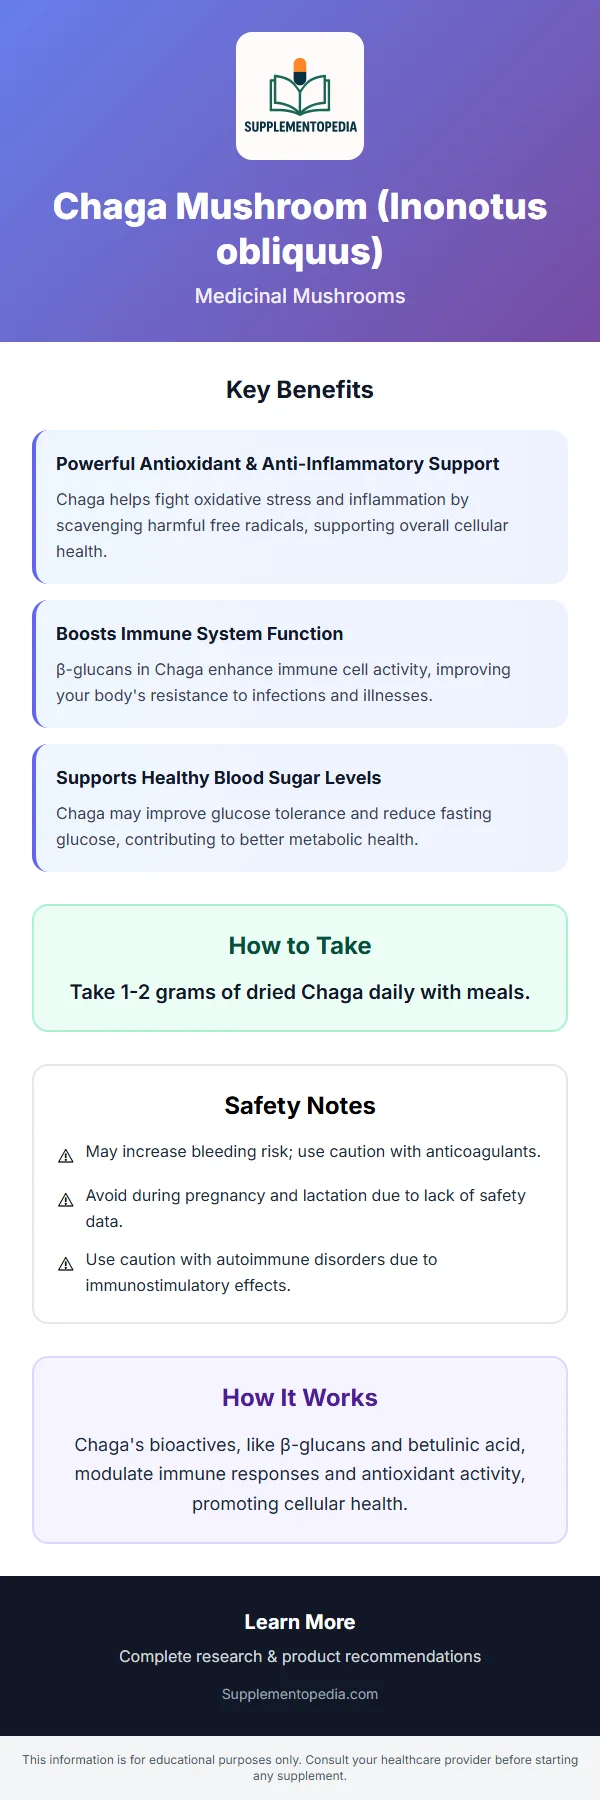 SUPPLEMENTOPEDIA
Chaga Mushroom (Inonotus
obliquus)
Medicinal Mushrooms
Key Benefits
Powerful Antioxidant & Anti-Inflammatory Support
Chaga helps fight oxidative stress and inflammation by
scavenging harmful free radicals, supporting overall cellular
health.
Boosts Immune System Function
β-glucans in Chaga enhance immune cell activity, improving
your body's resistance to infections and illnesses.
Supports Healthy Blood Sugar Levels
Chaga may improve glucose tolerance and reduce fasting
glucose, contributing to better metabolic health.
How to Take
Take 1-2 grams of dried Chaga daily with meals.
Safety Notes
⚠ May increase bleeding risk; use caution with anticoagulants.
⚠ Avoid during pregnancy and lactation due to lack of safety
data.
⚠ Use caution with autoimmune disorders due to
immunostimulatory effects.
How It Works
Chaga's bioactives, like β-glucans and betulinic acid,
modulate immune responses and antioxidant activity,
promoting cellular health.
Learn More
Complete research & product recommendations
Supplementopedia.com
This information is for educational purposes only. Consult your healthcare provider before starting
any supplement.